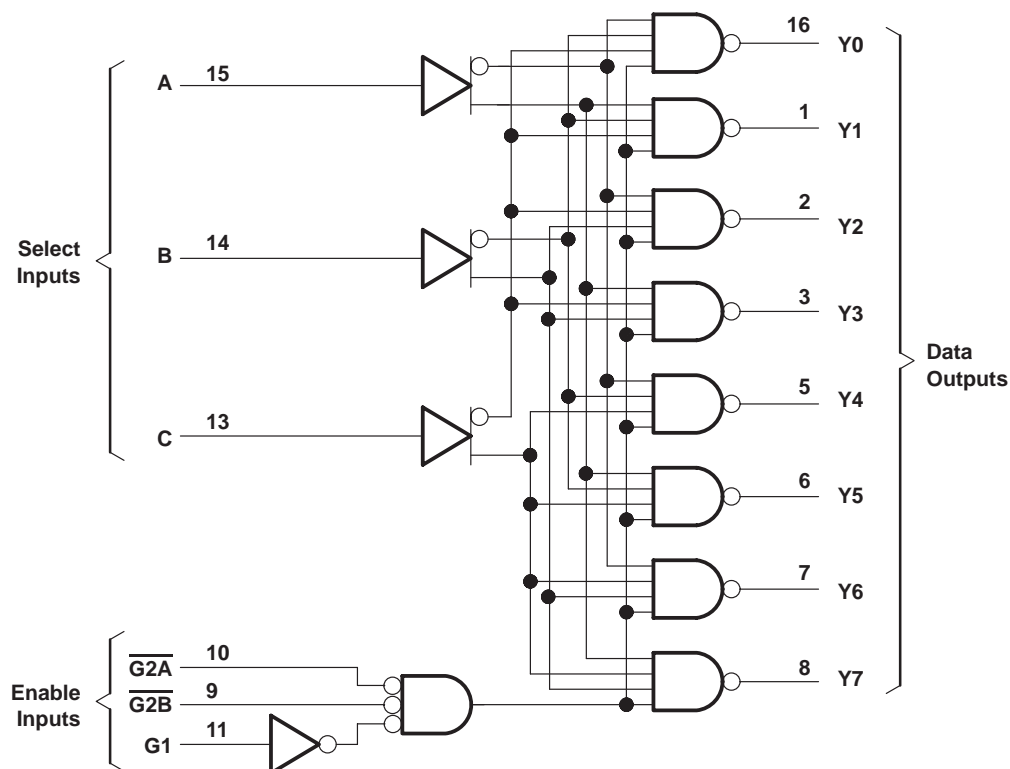 16 Y0
A 15
1 Y1
2 Y2
Select
Inputs
B 14
3 Y3
Data
Outputs
5 Y4
C 13
6 Y5
7 Y6
Enable
Inputs
G2A 10
8 Y7
G2B 9
G1 11